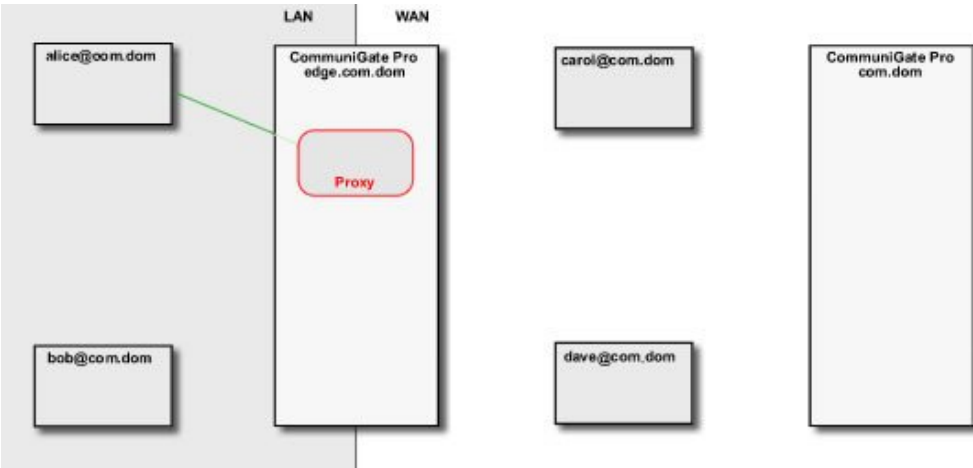 LAN WAN
alice@com.dom
CommuniGate Pro
edge.com.dom
carol@com.dom
CommuniGate Pro
com.dom
Proxy
bob@com.dom
dave@com.dom